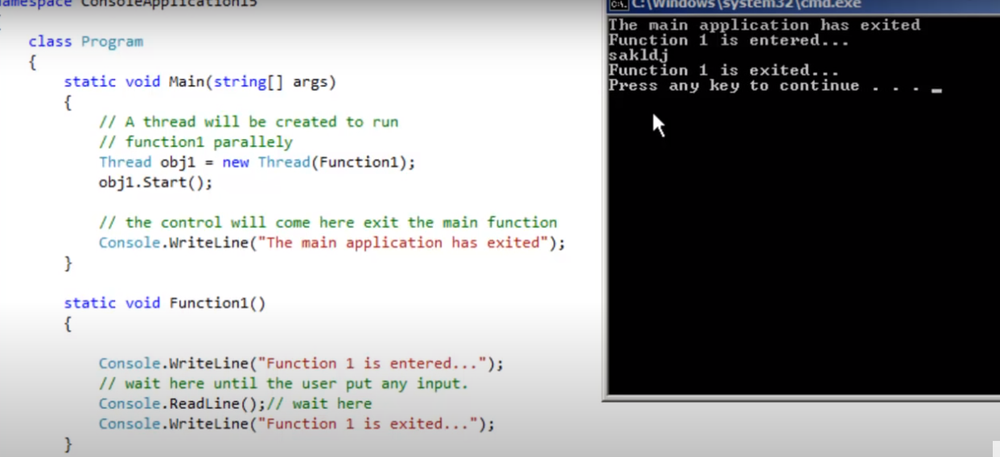 namespace ConsoleApplication15
{
class Program
{
static void Main(string[] args)
{
// A thread will be created to run
// function1 parallely
Thread obj1 = new Thread(Function1);
obj1.Start();
// the control will come here exit the main function
Console.WriteLine("The main application has exited");
}
static void Function1()
{
Console.WriteLine("Function 1 is entered...");
// wait here until the user put any input.
Console.ReadLine();// wait here
Console.WriteLine("Function 1 is exited...");
}
C:\Windows\system32\cmd.exe
The main application has exited
Function 1 is entered...
sakldj
Function 1 is exited...
Press any key to continue . . . _